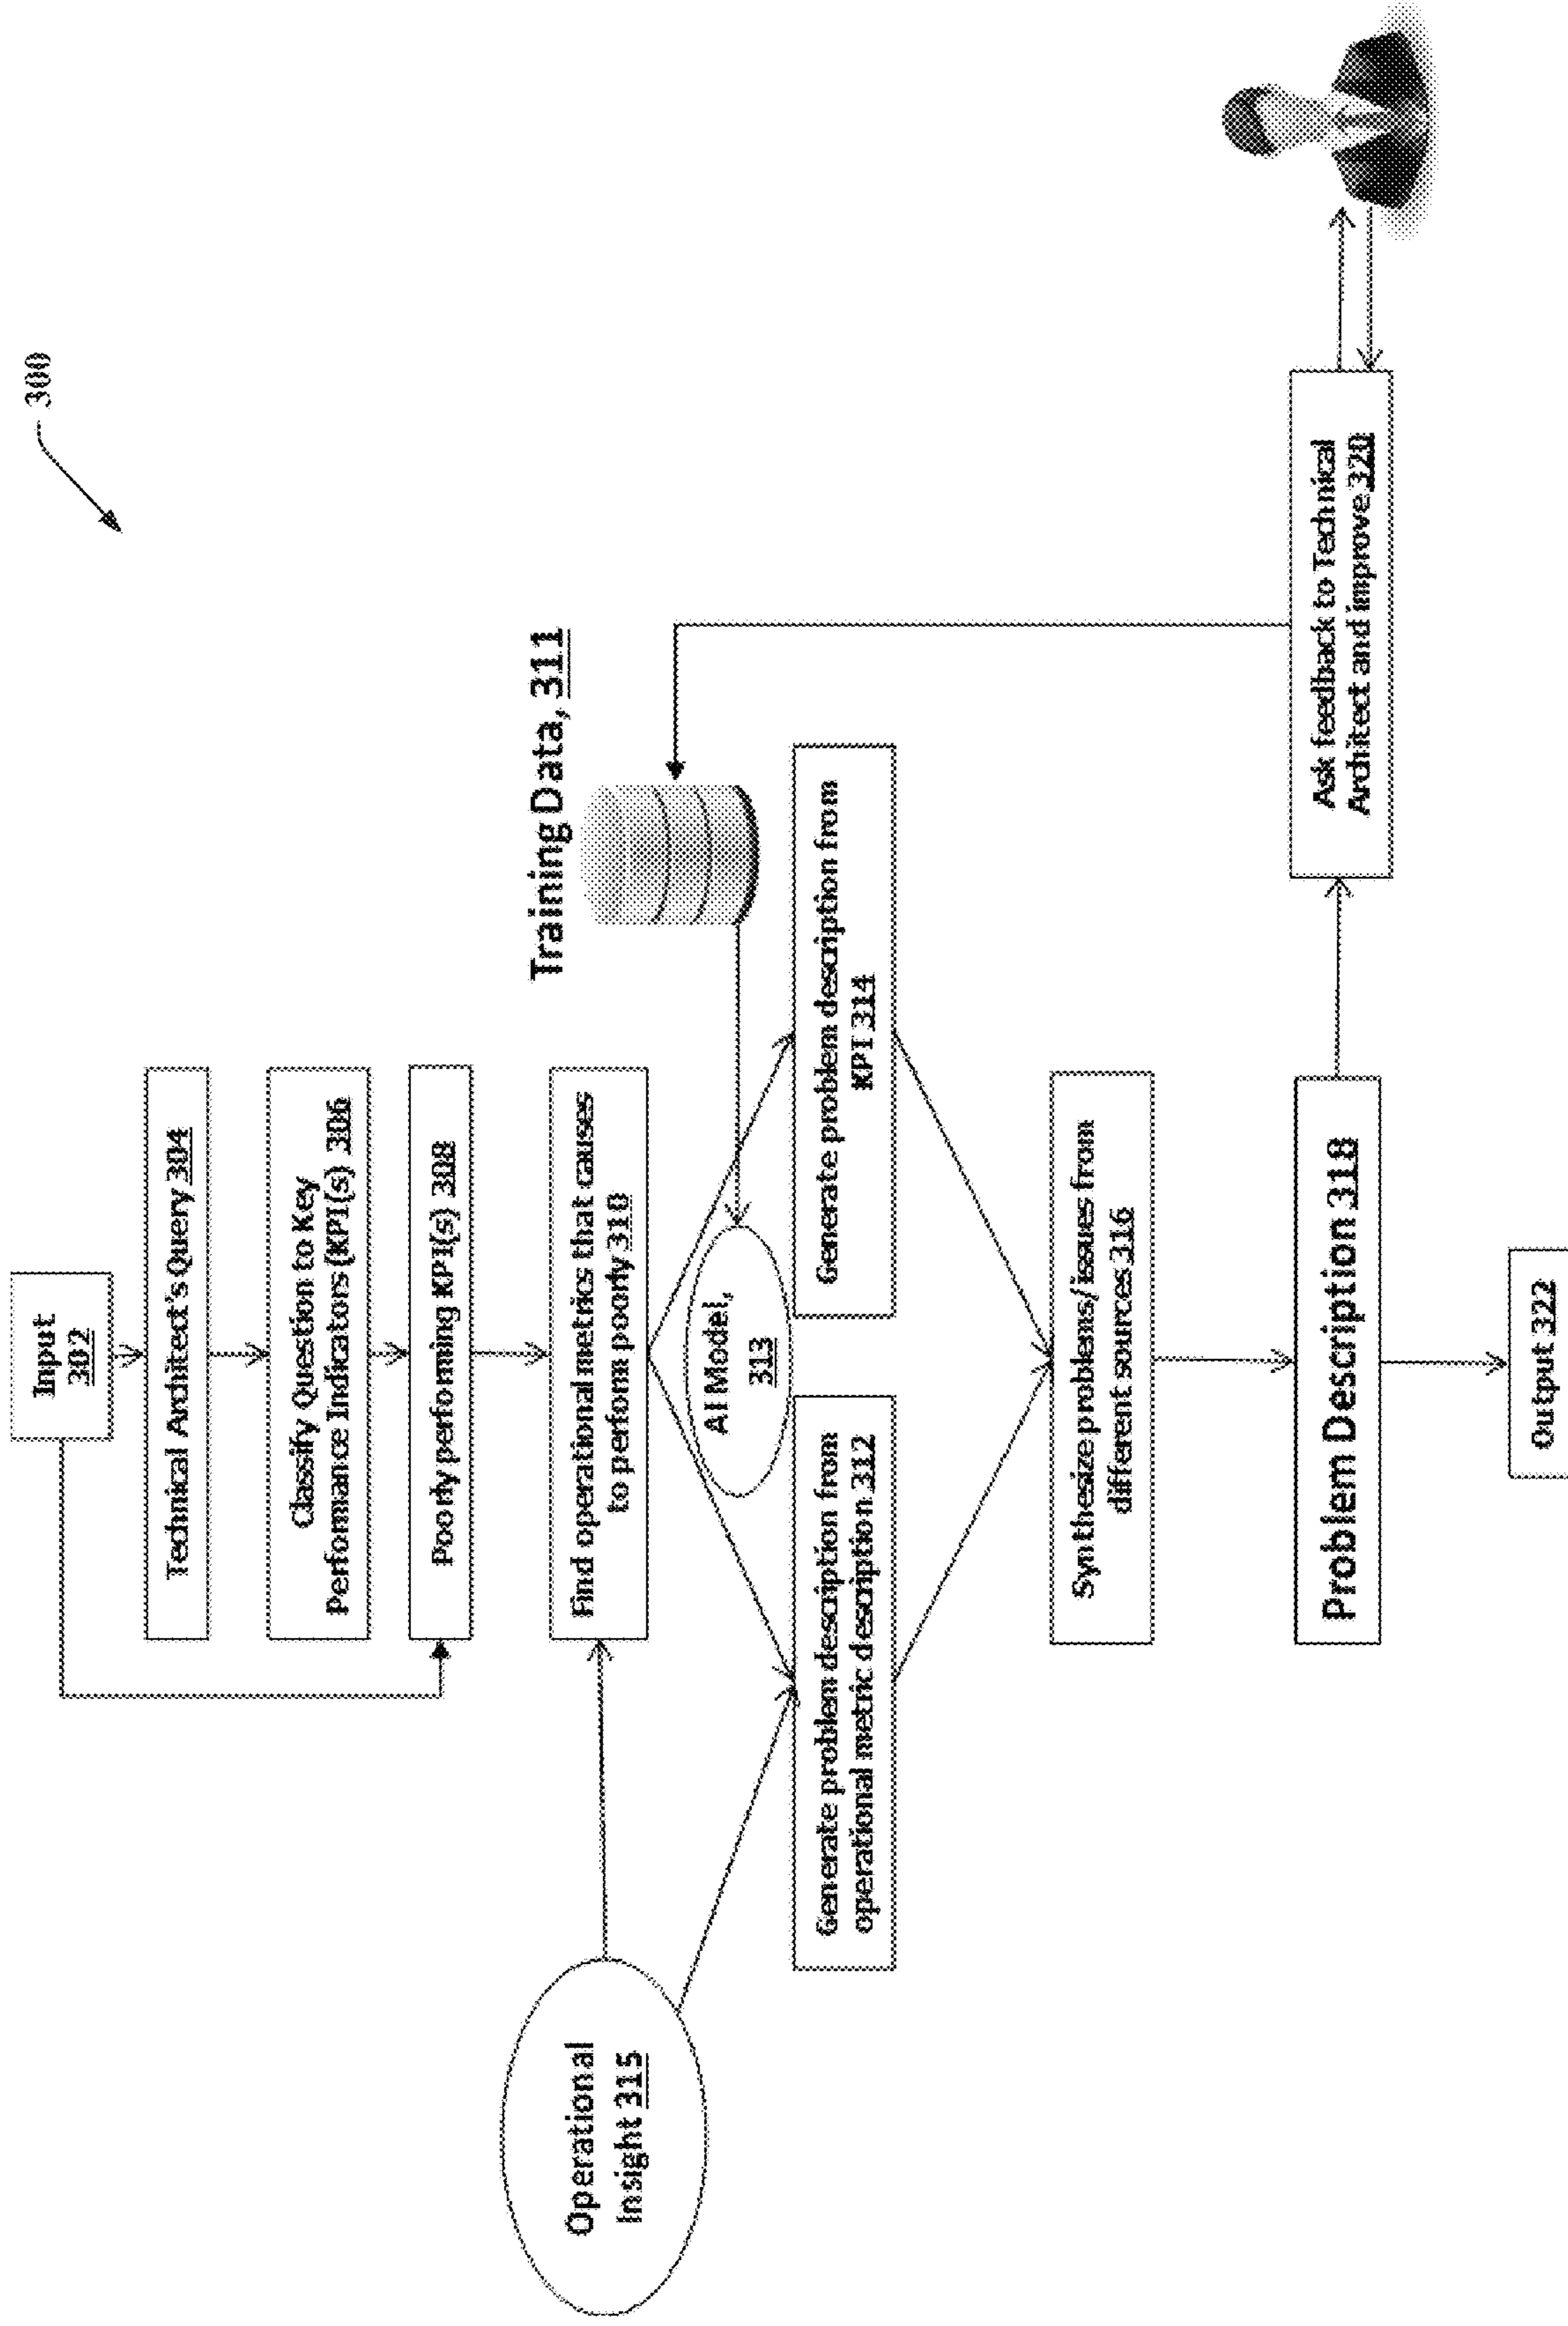 300
Input
302
Technical Architect's Query 304
Classify Question to Key
Performance Indicators (KPI(s) 306
Poorly performing KPI(s) 308
Find operational metrics that causes
to perform poorly 310
Training Data, 311
Operational
Insight 315
AI Model,
313
Generate problem description from
operational metric description 312
Generate problem description from
KPI 314
Synthesize problems/issues from
different sources 316
Problem Description 318
Ask feedback to Technical
Architect and improve 320
Output 322